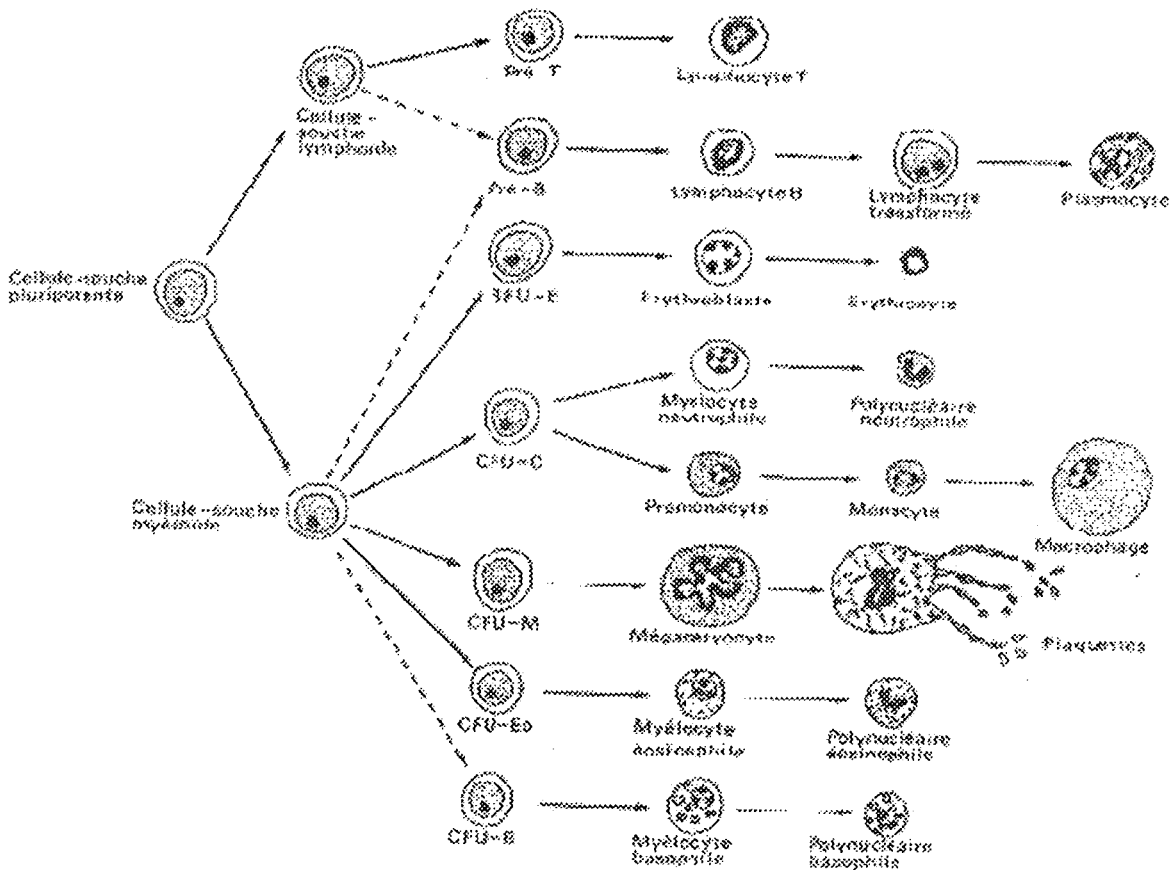 Pré-T
Lymphocyte T
Cellule-
souche
lymphoïde
Pré-B
Lymphocyte B
Lymphocyte
transformé
Plasmocyte
Cellule-souche
pluripotente
BFU-E
Erythroblaste
Erythrocyte
Myélocyte
neutrophile
Polynucléaire
neutrophile
CFU-C
Cellule-souche
myéloïde
Promonocyte
Monocyte
Macrophage
CFU-M
Mégacaryocyte
Plaquettes
CFU-Eo
Myélocyte
éosinophile
Polynucléaire
éosinophile
CFU-B
Myélocyte
basophile
Polynucléaire
basophile